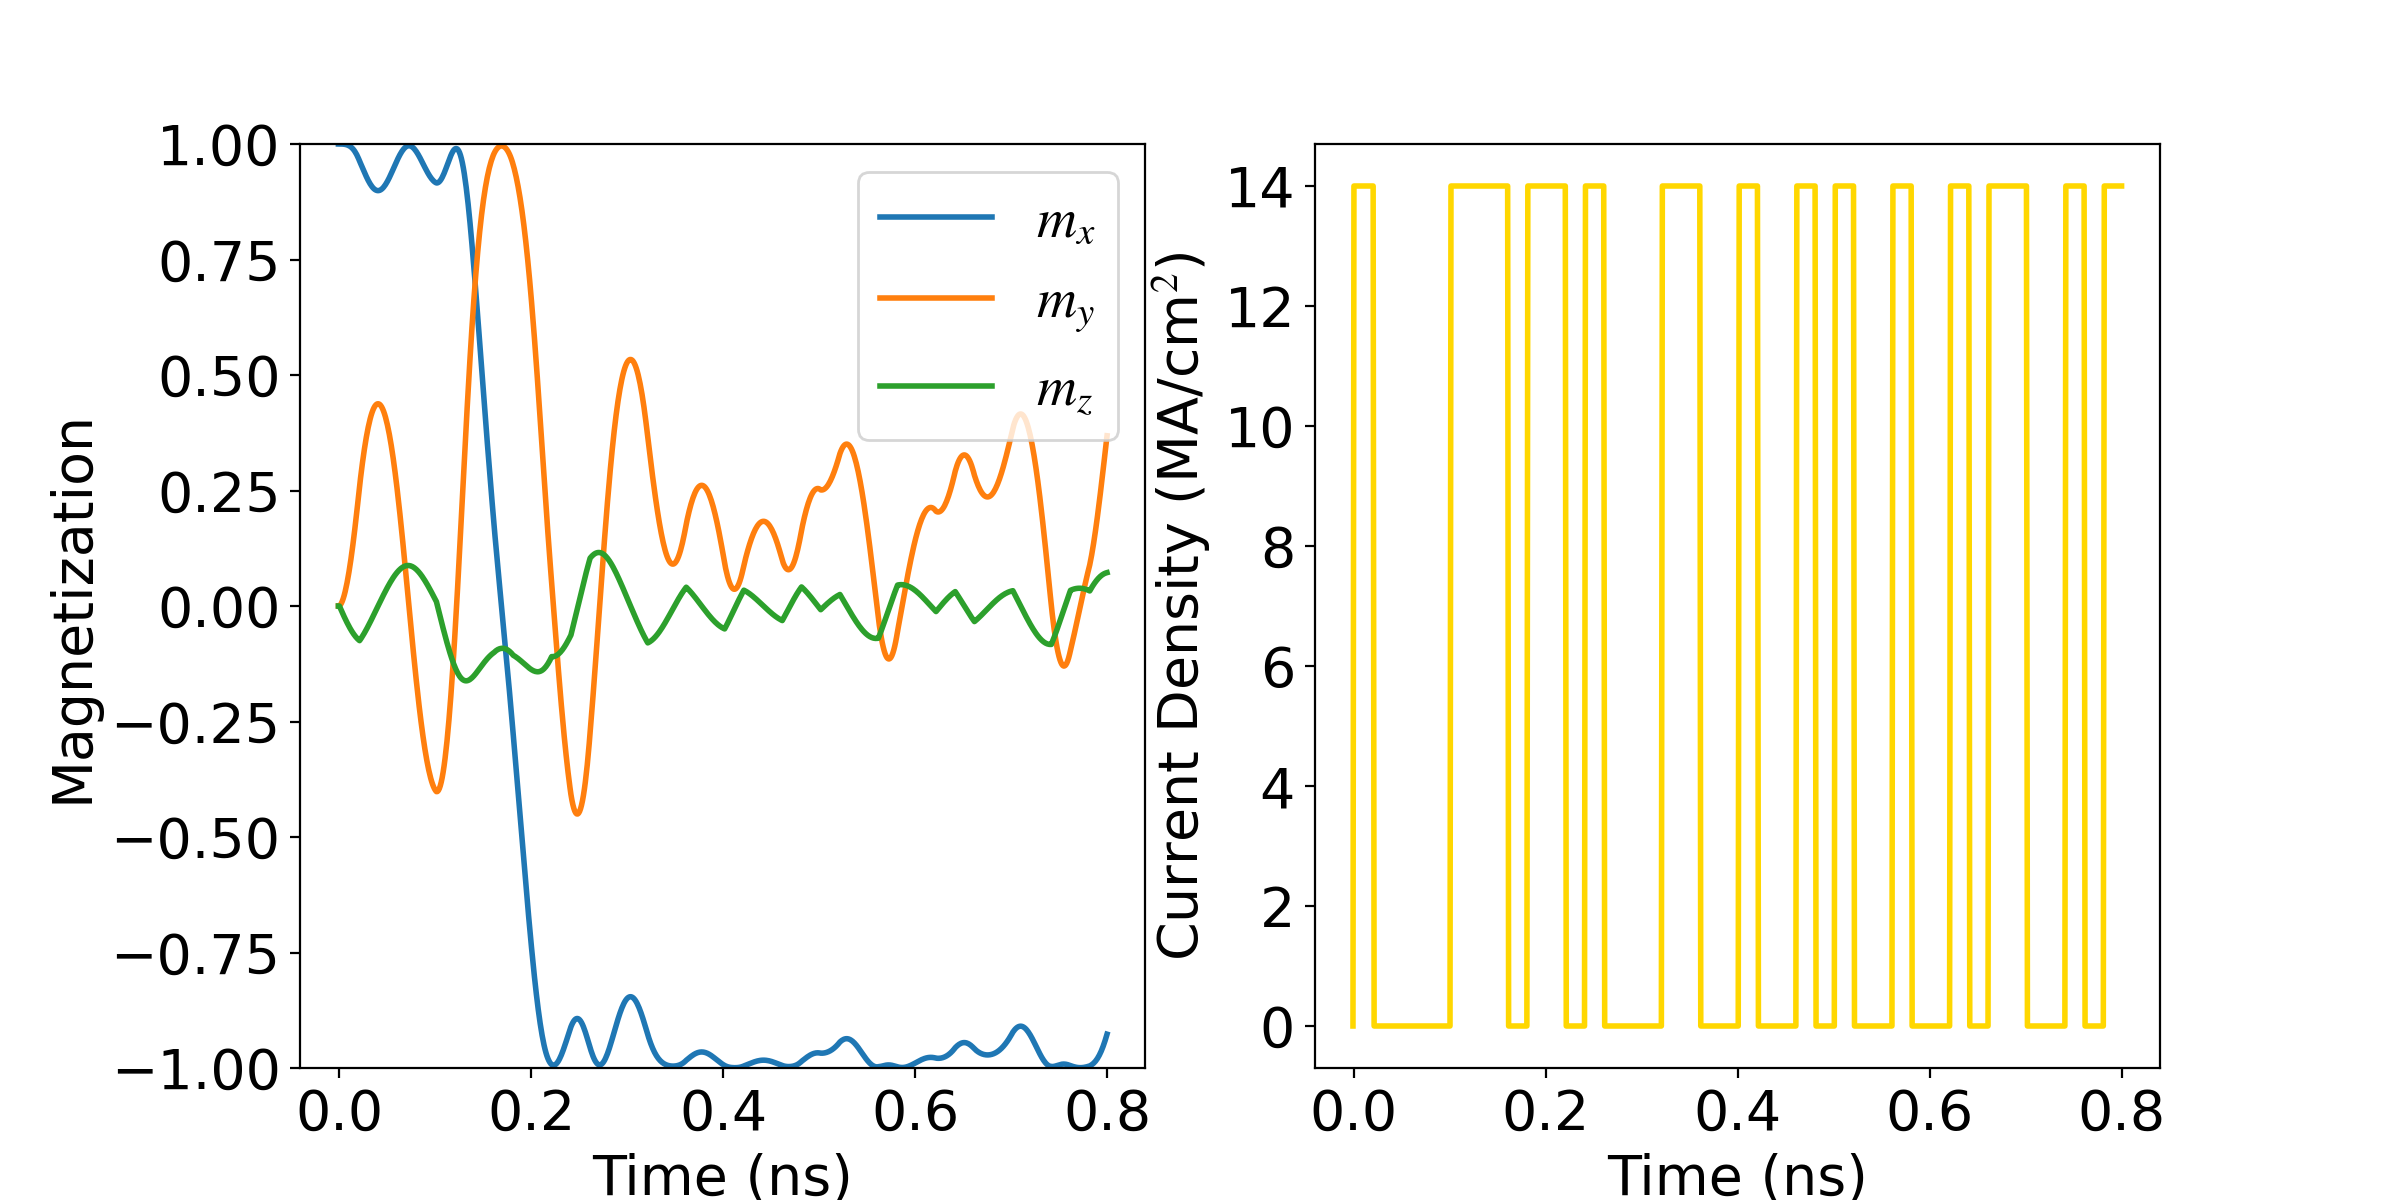 1.00
0.75
0.50
0.25
0.00
−0.25
−0.50
−0.75
−1.00
Magnetization
0.0 0.2 0.4 0.6 0.8
Time (ns)
m_x
m_y
m_z
14
12
10
8
6
4
2
0
Current Density (MA/cm²)
0.0 0.2 0.4 0.6 0.8
Time (ns)